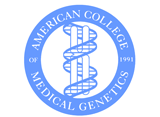 AMERICAN COLLEGE
OF
1991
MEDICAL GENETICS